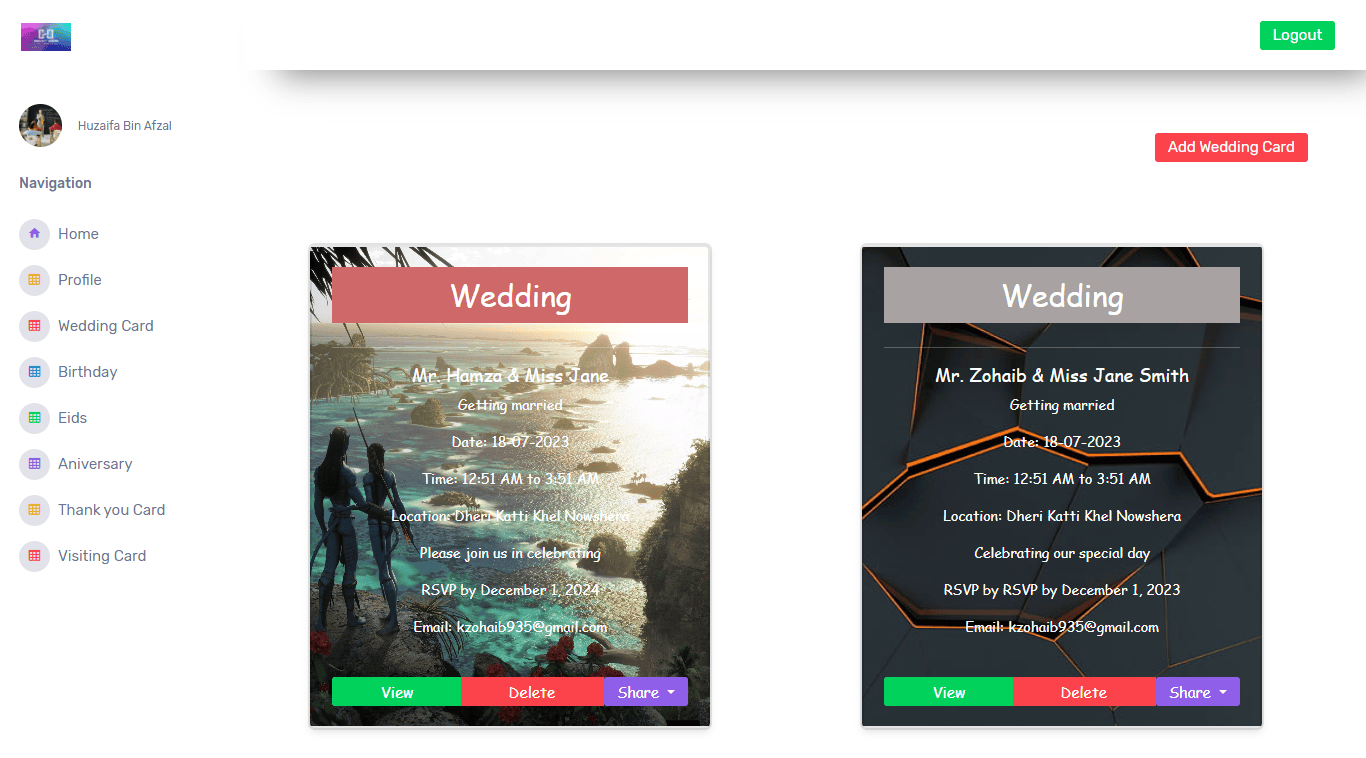 Logout
Huzaifa Bin Afzal
Add Wedding Card
Navigation
Home
Profile
Wedding Card
Birthday
Eids
Aniversary
Thank you Card
Visiting Card
Wedding
Mr. Hamza & Miss Jane
Getting married
Date: 18-07-2023
Time: 12:51 AM to 3:51 AM
Location: Dheri Katti Khel Nowshera
Please join us in celebrating
RSVP by December 1, 2024
Email: kzohaib935@gmail.com
View Delete Share
Wedding
Mr. Zohaib & Miss Jane Smith
Getting married
Date: 18-07-2023
Time: 12:51 AM to 3:51 AM
Location: Dheri Katti Khel Nowshera
Celebrating our special day
RSVP by RSVP by December 1, 2023
Email: kzohaib935@gmail.com
View Delete Share